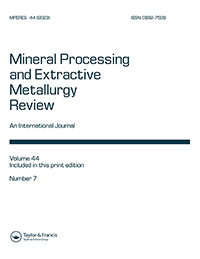 MPERES 44 (2023)
ISSN: 0882-7508
Mineral Processing
and Extractive
Metallurgy
Review
An International Journal
Volume 44
Included in this print edition
Number 7
Taylor & Francis
Taylor & Francis Group